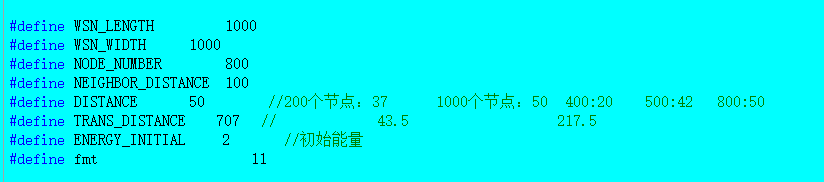 #define WSN_LENGTH 1000
#define WSN_WIDTH 1000
#define NODE_NUMBER 800
#define NEIGHBOR_DISTANCE 100
#define DISTANCE 50 //200个节点：37 1000个节点：50 400:20 500:42 800:50
#define TRANS_DISTANCE 707 // 43.5 217.5
#define ENERGY_INITIAL 2 //初始能量
#define fmt 11